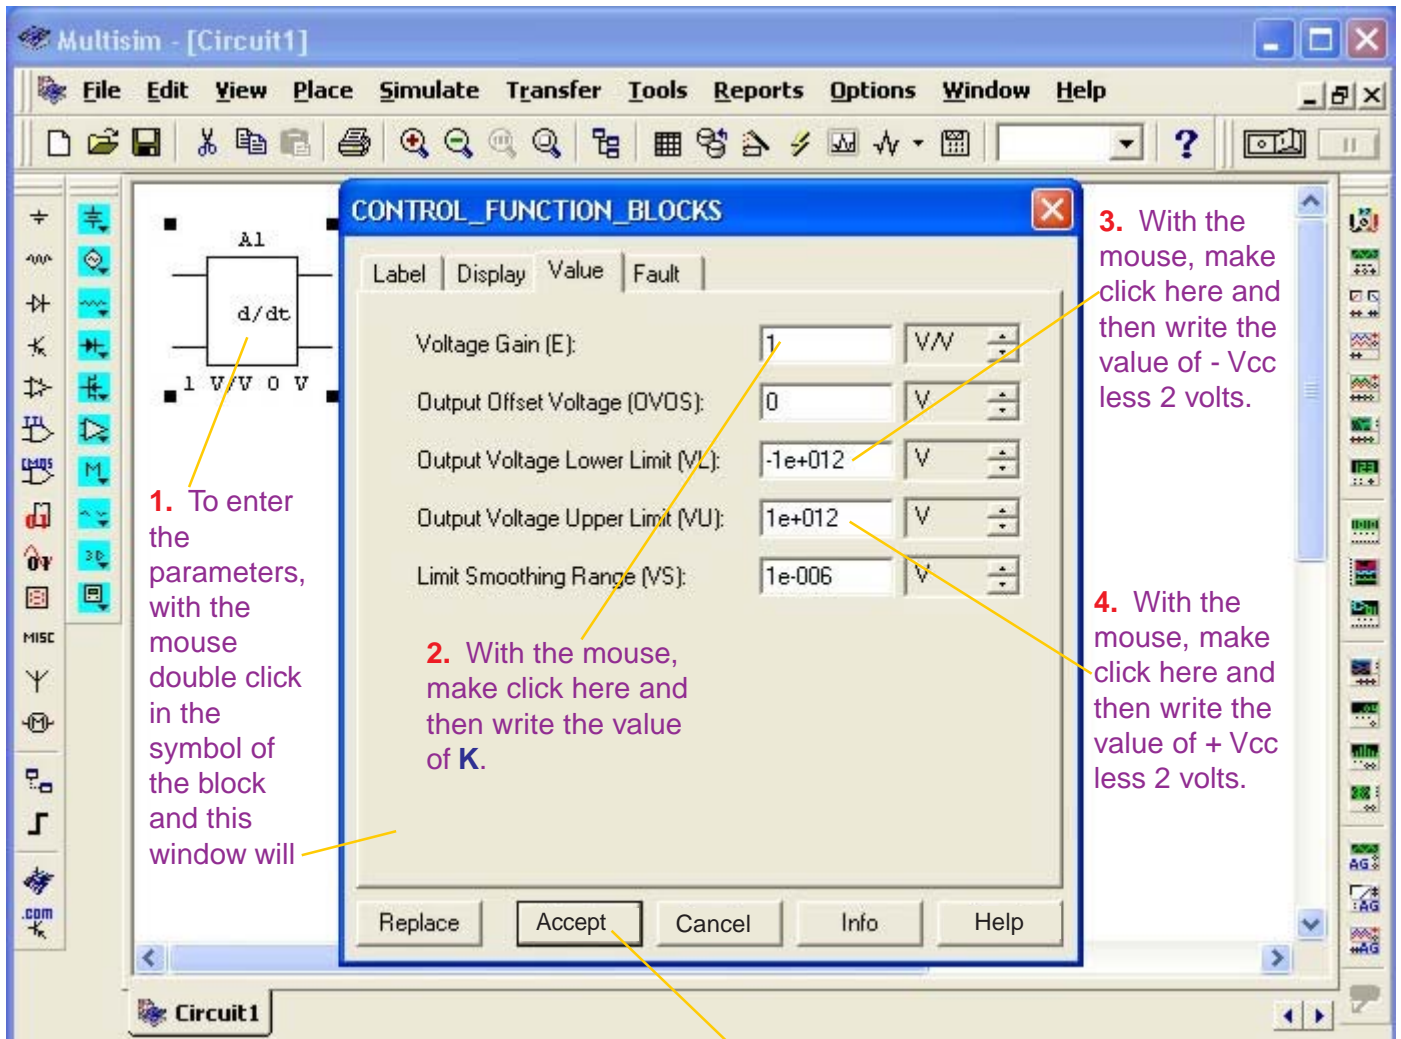 Multisim - [Circuit1]
File Edit View Place Simulate Transfer Tools Reports Options Window Help
CONTROL_FUNCTION_BLOCKS
Label Display Value Fault
A1
d/dt
1 V/V 0 V
Voltage Gain (E): 1 V/V
Output Offset Voltage (OVOS): 0 V
Output Voltage Lower Limit (VL): -1e+012 V
Output Voltage Upper Limit (VU): 1e+012 V
Limit Smoothing Range (VS): 1e-006 V
1. To enter
the
parameters,
with the
mouse
double click
in the
symbol of
the block
and this
window will
2. With the mouse,
make click here and
then write the value
of K.
3. With the
mouse, make
click here and
then write the
value of - Vcc
less 2 volts.
4. With the
mouse, make
click here and
then write the
value of + Vcc
less 2 volts.
Replace Accept Cancel Info Help
TTL
CMOS
MISC
M
3D
.com
AG
AG
AG
Circuit1